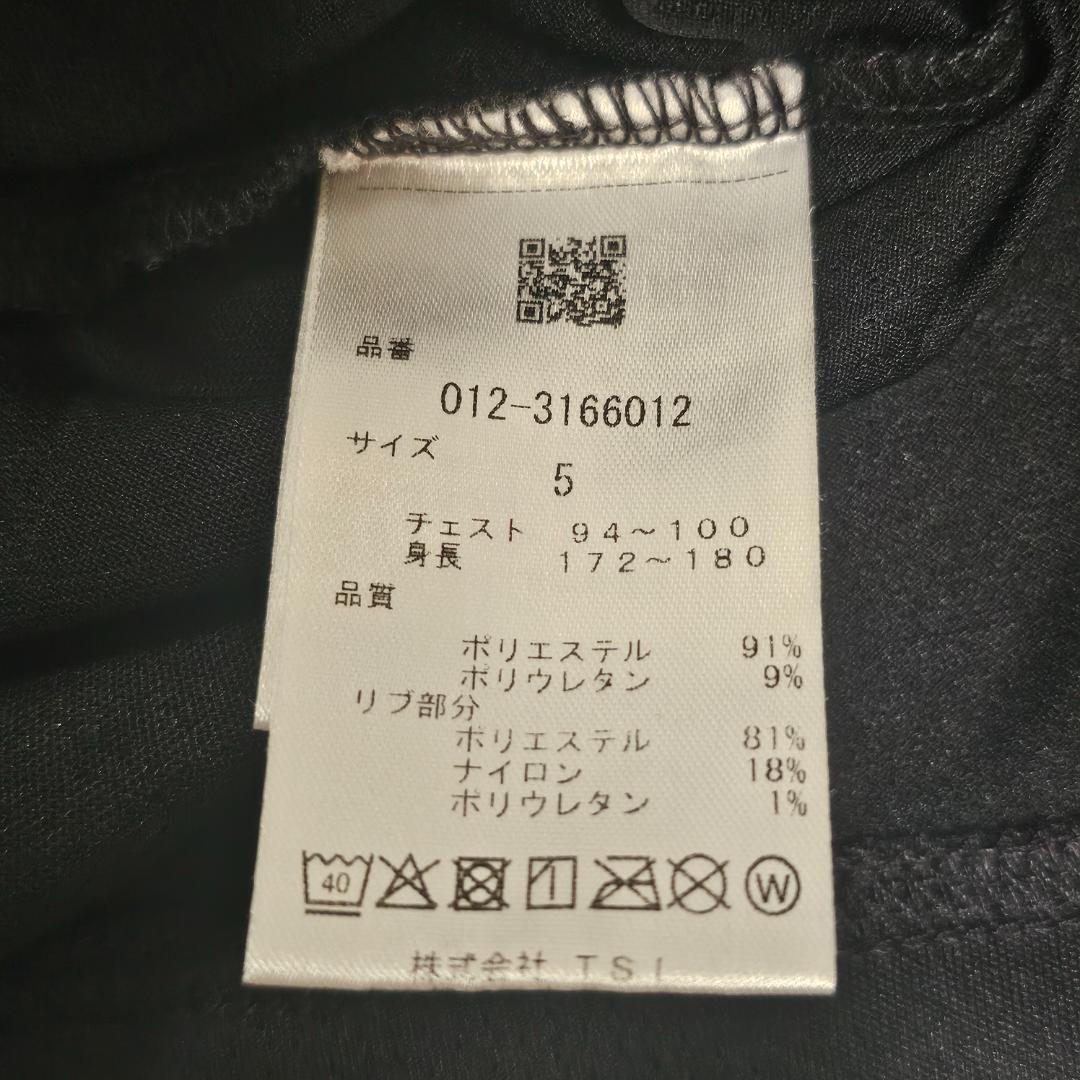 品番
012-3166012
サイズ
5
チェスト 94～100
身長 172～180
品質
ポリエステル 91%
ポリウレタン 9%
リブ部分
ポリエステル 81%
ナイロン 18%
ポリウレタン 1%
40 W
株式会社 TSI